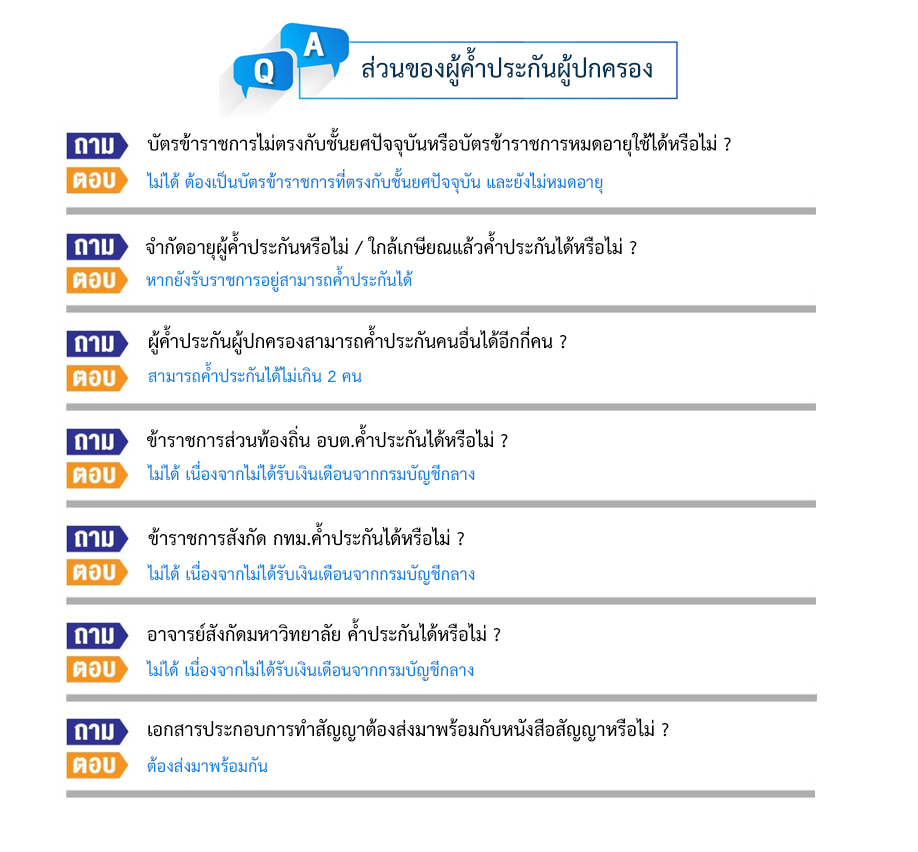 Q A
ส่วนของผู้ค้ำประกันผู้ปกครอง
ถาม บัตรข้าราชการไม่ตรงกับชั้นยศปัจจุบันหรือบัตรข้าราชการหมดอายุใช้ได้หรือไม่ ?
ตอบ ไม่ได้ ต้องเป็นบัตรข้าราชการที่ตรงกับชั้นยศปัจจุบัน และยังไม่หมดอายุ
ถาม จำกัดอายุผู้ค้ำประกันหรือไม่ / ใกล้เกษียณแล้วค้ำประกันได้หรือไม่ ?
ตอบ หากยังรับราชการอยู่สามารถค้ำประกันได้
ถาม ผู้ค้ำประกันผู้ปกครองสามารถค้ำประกันคนอื่นได้อีกกี่คน ?
ตอบ สามารถค้ำประกันได้ไม่เกิน 2 คน
ถาม ข้าราชการส่วนท้องถิ่น อบต.ค้ำประกันได้หรือไม่ ?
ตอบ ไม่ได้ เนื่องจากไม่ได้รับเงินเดือนจากกรมบัญชีกลาง
ถาม ข้าราชการสังกัด กทม.ค้ำประกันได้หรือไม่ ?
ตอบ ไม่ได้ เนื่องจากไม่ได้รับเงินเดือนจากกรมบัญชีกลาง
ถาม อาจารย์สังกัดมหาวิทยาลัย ค้ำประกันได้หรือไม่ ?
ตอบ ไม่ได้ เนื่องจากไม่ได้รับเงินเดือนจากกรมบัญชีกลาง
ถาม เอกสารประกอบการทำสัญญาต้องส่งมาพร้อมกับหนังสือสัญญาหรือไม่ ?
ตอบ ต้องส่งมาพร้อมกัน